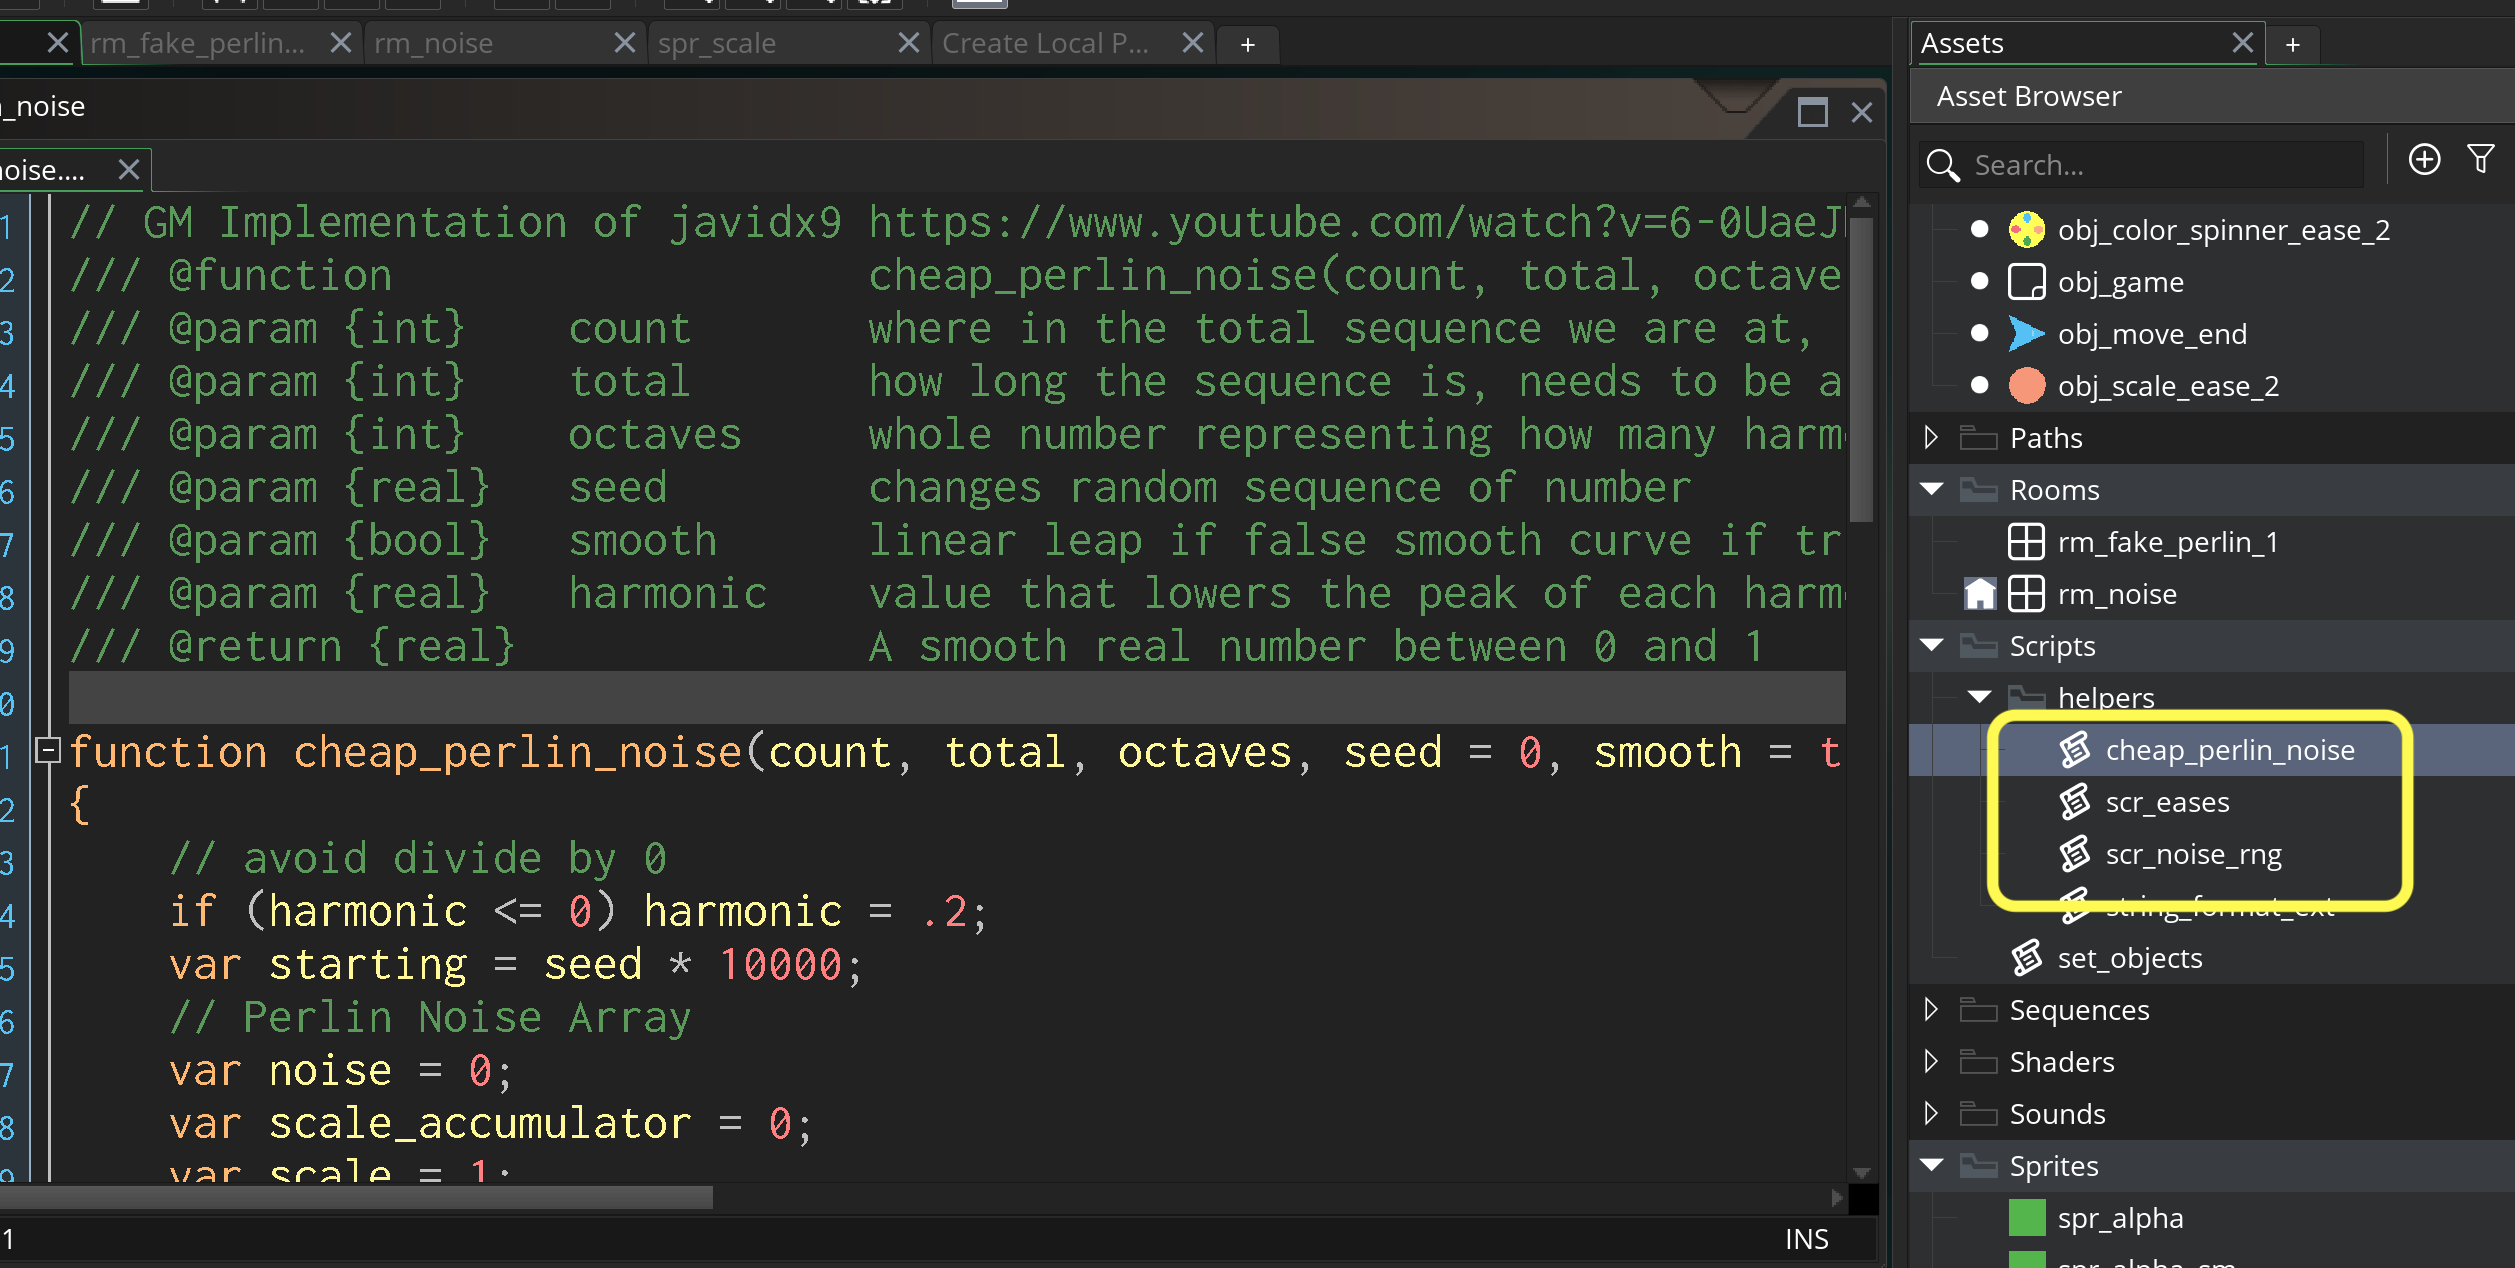 rm_fake_perlin... rm_noise spr_scale Create Local P... +
_noise
noise....
1 // GM Implementation of javidx9 https://www.youtube.com/watch?v=6-0UaeJ
2 /// @function cheap_perlin_noise(count, total, octave
3 /// @param {int} count where in the total sequence we are at,
4 /// @param {int} total how long the sequence is, needs to be a
5 /// @param {int} octaves whole number representing how many harm
6 /// @param {real} seed changes random sequence of number
7 /// @param {bool} smooth linear leap if false smooth curve if tr
8 /// @param {real} harmonic value that lowers the peak of each harm
9 /// @return {real} A smooth real number between 0 and 1
0
1 function cheap_perlin_noise(count, total, octaves, seed = 0, smooth = t
2 {
3 // avoid divide by 0
4 if (harmonic <= 0) harmonic = .2;
5 var starting = seed * 10000;
6 // Perlin Noise Array
7 var noise = 0;
8 var scale_accumulator = 0;
9 var scale = 1;
1 INS
Assets +
Asset Browser
Search...
obj_color_spinner_ease_2
obj_game
obj_move_end
obj_scale_ease_2
Paths
Rooms
rm_fake_perlin_1
rm_noise
Scripts
helpers
cheap_perlin_noise
scr_eases
scr_noise_rng
string_format_ext
set_objects
Sequences
Shaders
Sounds
Sprites
spr_alpha
spr_alpha_sm